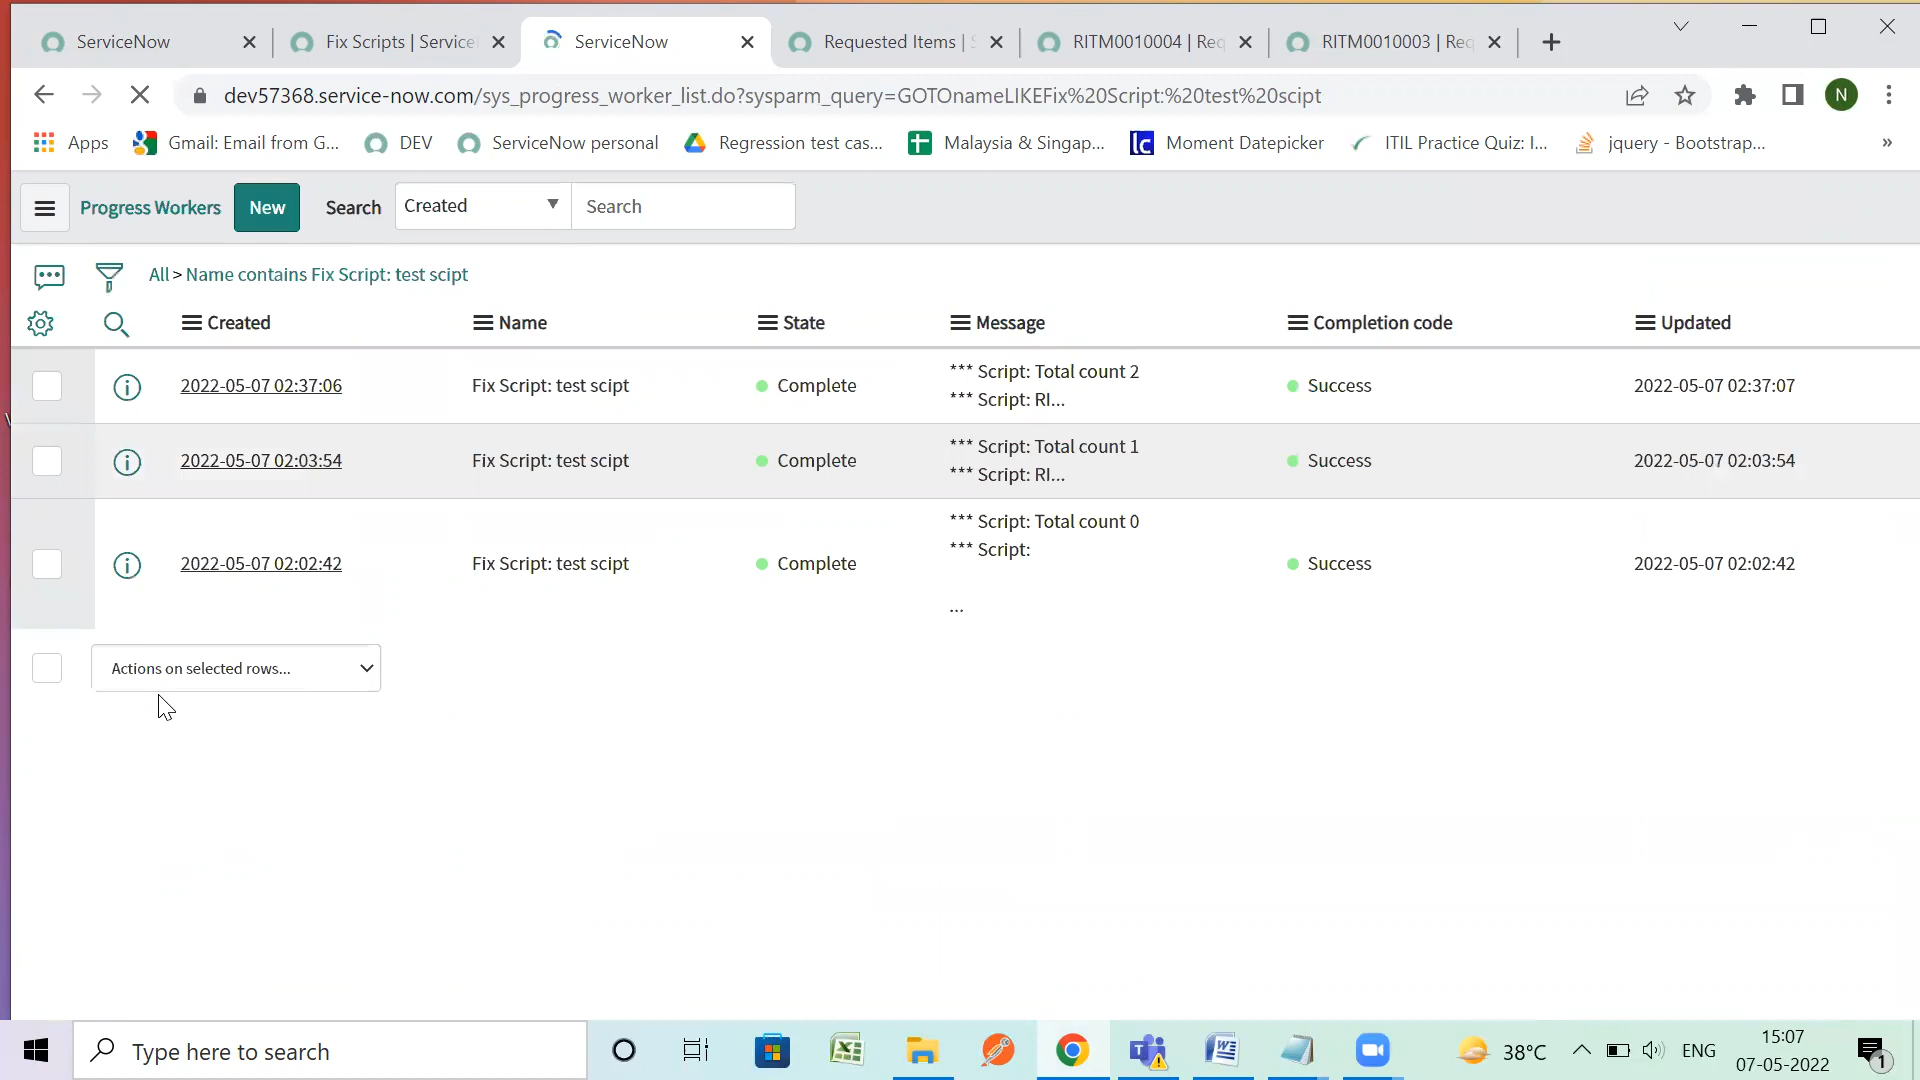 ServiceNow
Fix Scripts | Service
ServiceNow
Requested Items | S
RITM0010004 | Req
RITM0010003 | Req
dev57368.service-now.com/sys_progress_worker_list.do?sysparm_query=GOTOnameLIKEFix%20Script:%20test%20scipt
N
Apps
Gmail: Email from G...
DEV
ServiceNow personal
Regression test cas...
Malaysia & Singap...
lc Moment Datepicker
ITIL Practice Quiz: I...
jquery - Bootstrap...
»
Progress Workers
New
Search
Created
Search
All > Name contains Fix Script: test scipt
Created Name State Message Completion code Updated
2022-05-07 02:37:06 Fix Script: test scipt Complete *** Script: Total count 2 Success 2022-05-07 02:37:07
*** Script: RI...
2022-05-07 02:03:54 Fix Script: test scipt Complete *** Script: Total count 1 Success 2022-05-07 02:03:54
*** Script: RI...
2022-05-07 02:02:42 Fix Script: test scipt Complete *** Script: Total count 0 Success 2022-05-07 02:02:42
*** Script:
...
Actions on selected rows...
Type here to search
38°C
ENG
15:07
07-05-2022
1